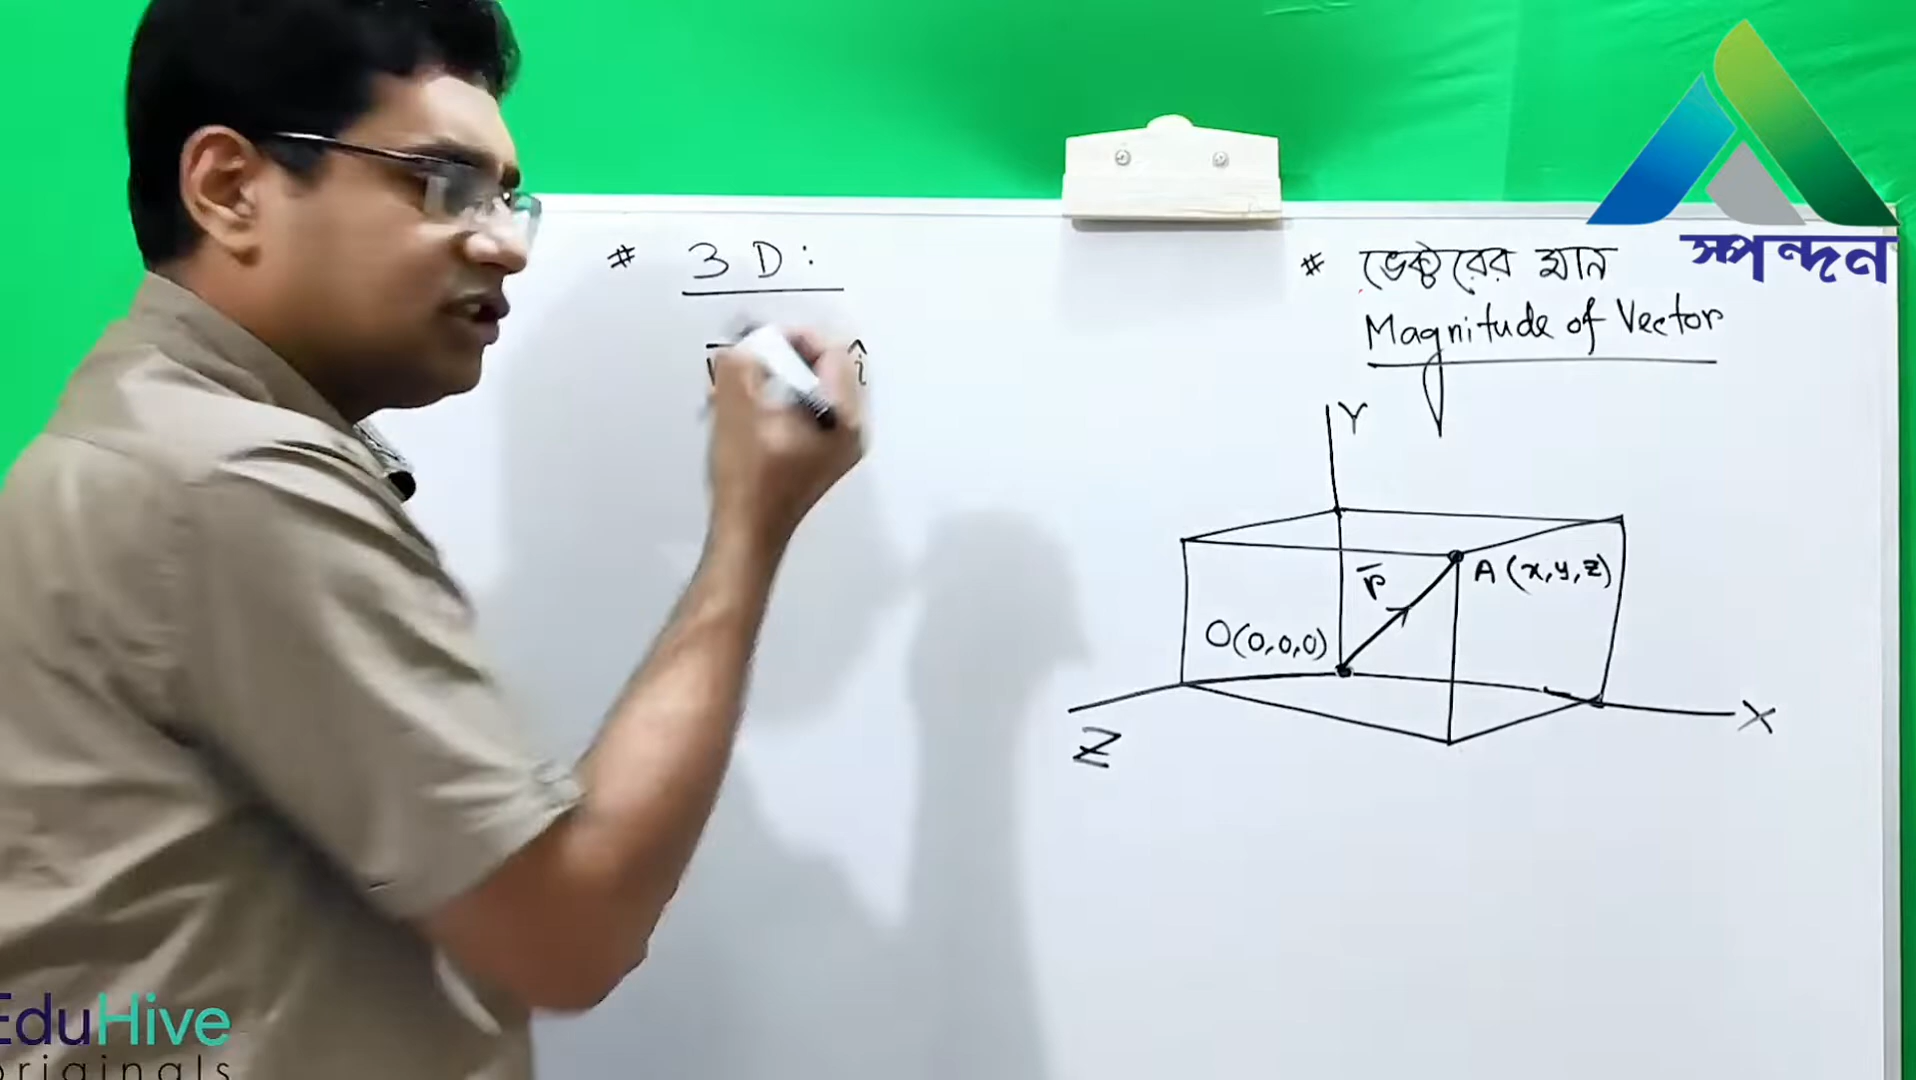 # 3D:
î
# ভেক্টরের মান
Magnitude of Vector
Y
r̄
A (x,y,z)
O(0,0,0)
X
Z
স্পন্দন
EduHive
originals